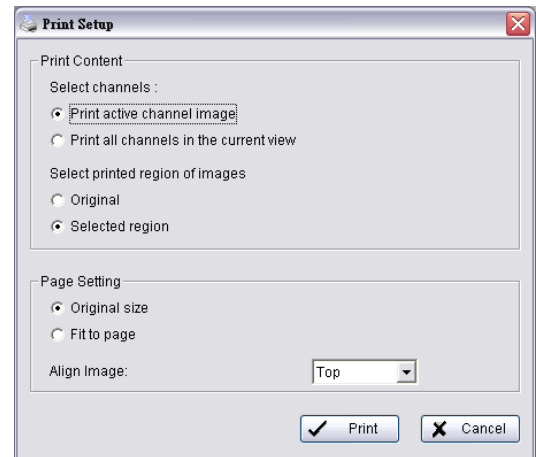 Print Setup
Print Content
Select channels :
Print active channel image
Print all channels in the current view
Select printed region of images
Original
Selected region
Page Setting
Original size
Fit to page
Align Image: Top
Print Cancel